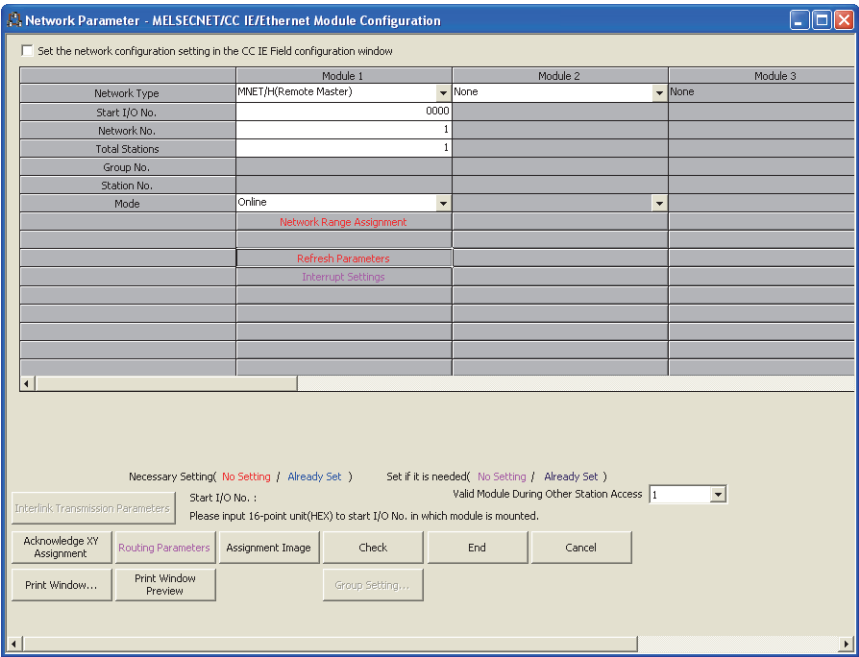 Network Parameter - MELSECNET/CC IE/Ethernet Module Configuration
Set the network configuration setting in the CC IE Field configuration window
Module 1 Module 2 Module 3
Network Type MNET/H(Remote Master) None None
Start I/O No. 0000
Network No. 1
Total Stations 1
Group No.
Station No.
Mode Online
Network Range Assignment
Refresh Parameters
Interrupt Settings
Necessary Setting( No Setting / Already Set ) Set if it is needed( No Setting / Already Set )
Interlink Transmission Parameters
Start I/O No. : Valid Module During Other Station Access 1
Please input 16-point unit(HEX) to start I/O No. in which module is mounted.
Acknowledge XY
Assignment
Routing Parameters Assignment Image Check End Cancel
Print Window... Print Window
Preview
Group Setting...